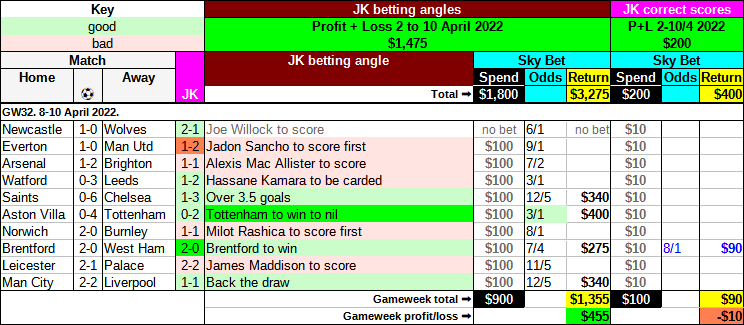 Key JK betting angles JK correct scores
good Profit + Loss 2 to 10 April 2022 P+L 2-10/4 2022
bad $1,475 $200
Match JK JK betting angle Sky Bet Sky Bet
Home ⚽ Away Spend Odds Return Spend Odds Return
Total ➡ $1,800 $3,275 $200 $400
GW32. 8-10 April 2022.
Newcastle 1-0 Wolves 2-1 Joe Willock to score no bet 6/1 no bet $10
Everton 1-0 Man Utd 1-2 Jadon Sancho to score first $100 9/1 $10
Arsenal 1-2 Brighton 1-1 Alexis Mac Allister to score $100 7/2 $10
Watford 0-3 Leeds 1-2 Hassane Kamara to be carded $100 3/1 $10
Saints 0-6 Chelsea 1-3 Over 3.5 goals $100 12/5 $340 $10
Aston Villa 0-4 Tottenham 0-2 Tottenham to win to nil $100 3/1 $400 $10
Norwich 2-0 Burnley 1-1 Milot Rashica to score first $100 8/1 $10
Brentford 2-0 West Ham 2-0 Brentford to win $100 7/4 $275 $10 8/1 $90
Leicester 2-1 Palace 2-2 James Maddison to score $100 11/5 $10
Man City 2-2 Liverpool 1-1 Back the draw $100 12/5 $340 $10
Gameweek total ➡ $900 $1,355 $100 $90
Gameweek profit/loss ➡ $455 -$10